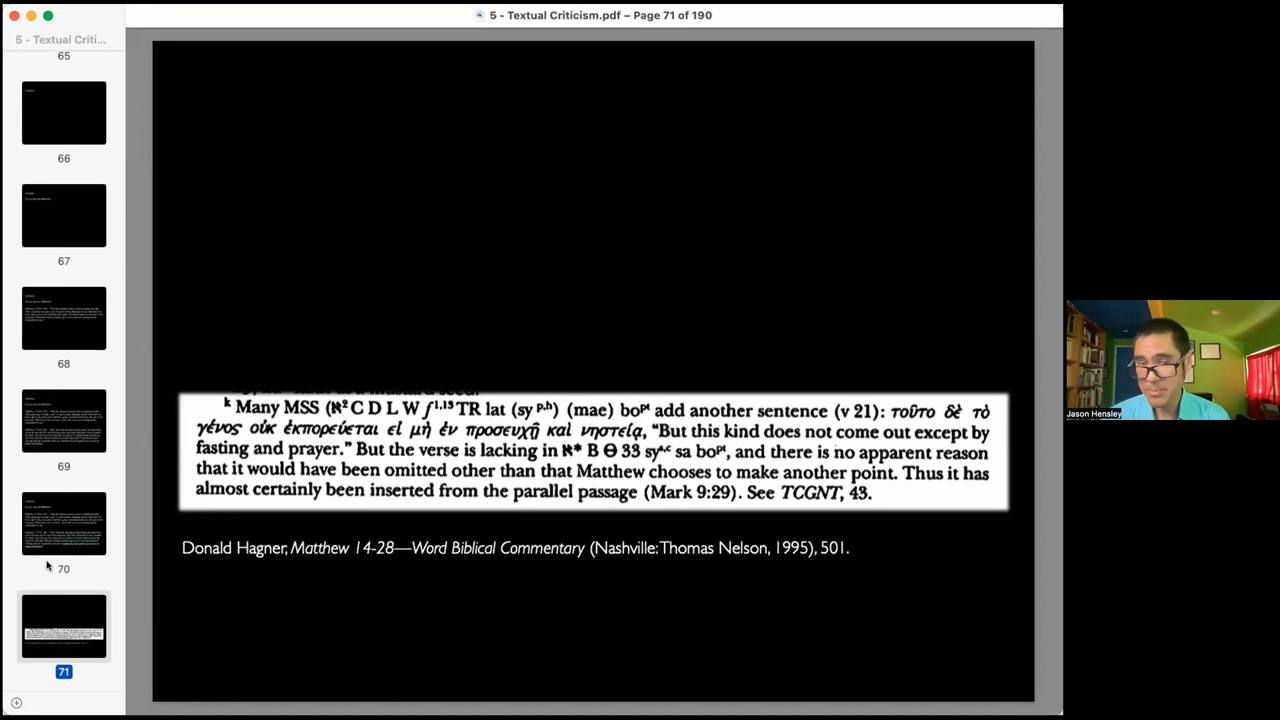 5 - Textual Criticism.pdf – Page 71 of 190
5 - Textual Criti...
65
66
67
68
69
70
71
ᵏ Many MSS (ℵ² C D L W f¹,¹³ TR lat (sy ᵖ,ʰ) (mae) boᵖᵗ add another sentence (v 21): τοῦτο δὲ τὸ
γένος οὐκ ἐκπορεύεται εἰ μὴ ἐν προσευχῇ καὶ νηστείᾳ, “But this kind does not come out except by
fasting and prayer.” But the verse is lacking in ℵ* B Θ 33 syˢ,ᶜ sa boᵖᵗ, and there is no apparent reason
that it would have been omitted other than that Matthew chooses to make another point. Thus it has
almost certainly been inserted from the parallel passage (Mark 9:29). See TCGNT, 43.
Donald Hagner, Matthew 14-28—Word Biblical Commentary (Nashville: Thomas Nelson, 1995), 501.
Jason Hensley